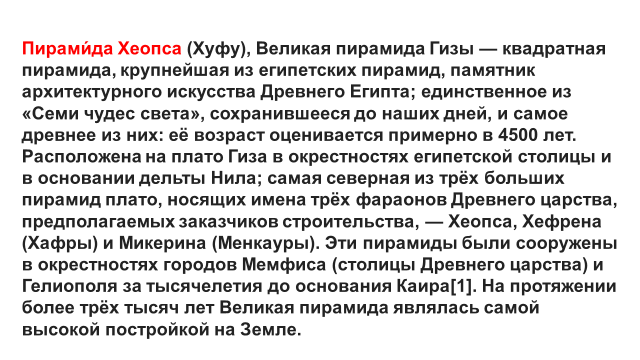 Пирами́да Хеопса (Хуфу), Великая пирамида Гизы — квадратная
пирамида, крупнейшая из египетских пирамид, памятник
архитектурного искусства Древнего Египта; единственное из
«Семи чудес света», сохранившееся до наших дней, и самое
древнее из них: её возраст оценивается примерно в 4500 лет.
Расположена на плато Гиза в окрестностях египетской столицы и
в основании дельты Нила; самая северная из трёх больших
пирамид плато, носящих имена трёх фараонов Древнего царства,
предполагаемых заказчиков строительства, — Хеопса, Хефрена
(Хафры) и Микерина (Менкауры). Эти пирамиды были сооружены
в окрестностях городов Мемфиса (столицы Древнего царства) и
Гелиополя за тысячелетия до основания Каира[1]. На протяжении
более трёх тысяч лет Великая пирамида являлась самой
высокой постройкой на Земле.